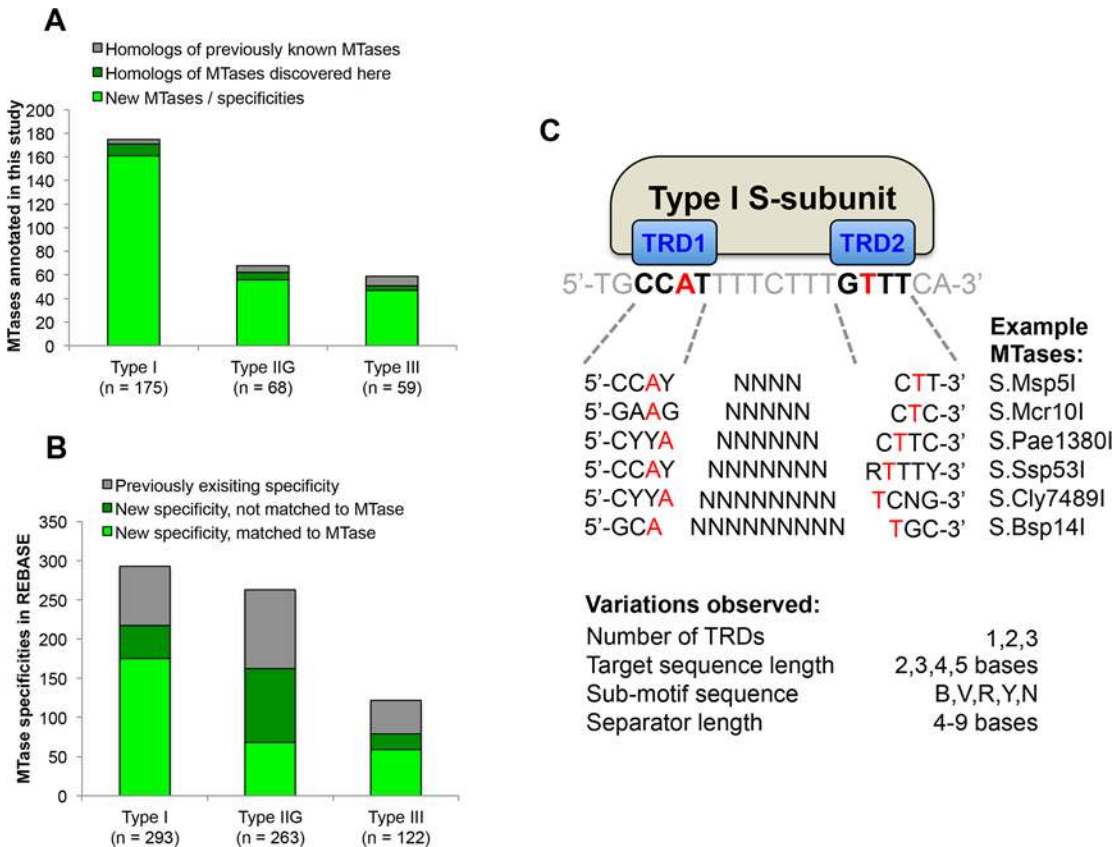 A
Homologs of previously known MTases
Homologs of MTases discovered here
New MTases / specificities
MTases annotated in this study
200
180
160
140
120
100
80
60
40
20
0
Type I
(n = 175)
Type IIG
(n = 68)
Type III
(n = 59)
B
Previously exisiting specificity
New specificity, not matched to MTase
New specificity, matched to MTase
MTase specificities in REBASE
350
300
250
200
150
100
50
0
Type I
(n = 293)
Type IIG
(n = 263)
Type III
(n = 122)
C
Type I S-subunit
TRD1 TRD2
5'-TGCCATTTTCTTTGTTTCA-3'
Example
MTases:
5'-CCAY NNNN CTT-3' S.Msp5I
5'-GAAG NNNNN CTC-3' S.Mcr10I
5'-CYYA NNNNNN CTTC-3' S.Pae1380I
5'-CCAY NNNNNNN RTTTY-3' S.Ssp53I
5'-CYYA NNNNNNNN TCNG-3' S.Cly7489I
5'-GCA NNNNNNNNN TGC-3' S.Bsp14I
Variations observed:
Number of TRDs 1,2,3
Target sequence length 2,3,4,5 bases
Sub-motif sequence B,V,R,Y,N
Separator length 4-9 bases